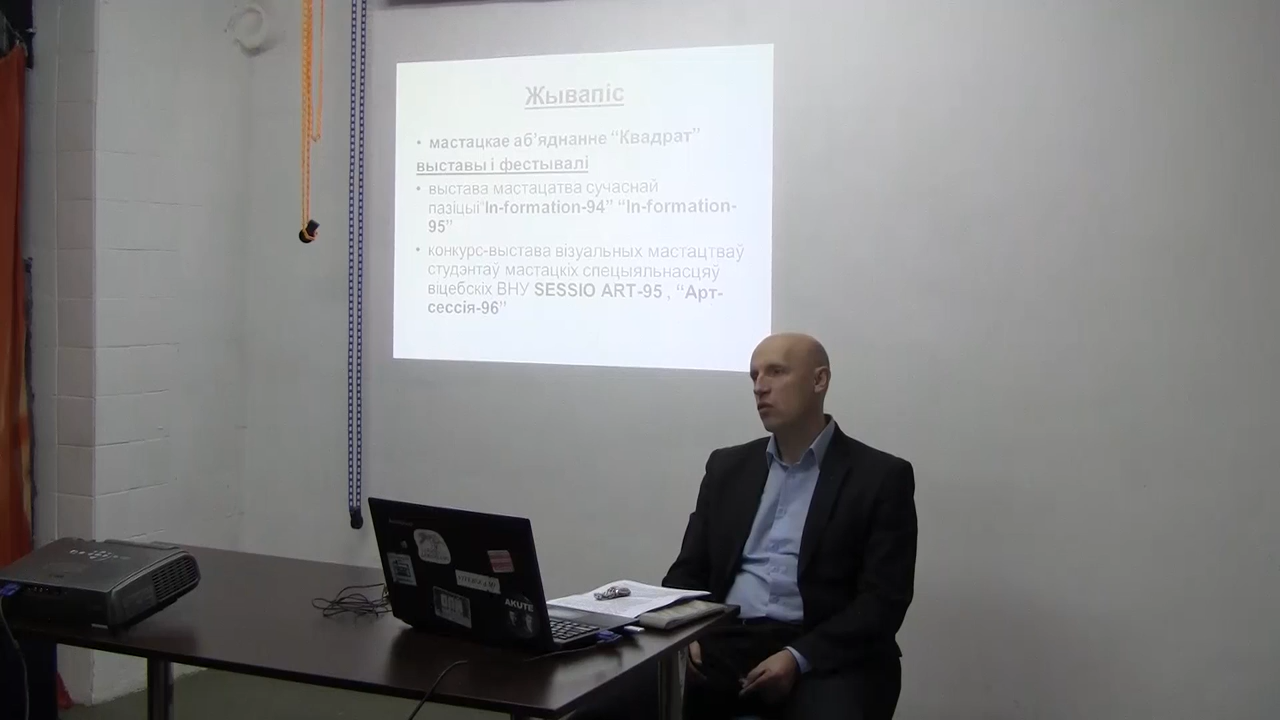 Жывапіс
• мастацкае аб’яднанне “Квадрат”
выставы і фестывалі
• выстава мастацатва сучаснай
пазіцыі“In-formation-94” “In-formation-
95”
• конкурс-выстава візуальных мастацтваў
студэнтаў мастацкіх спецыяльнасцяў
віцебскіх ВНУ SESSIO ART-95 , “Арт-
сессія-96”
AKUTE